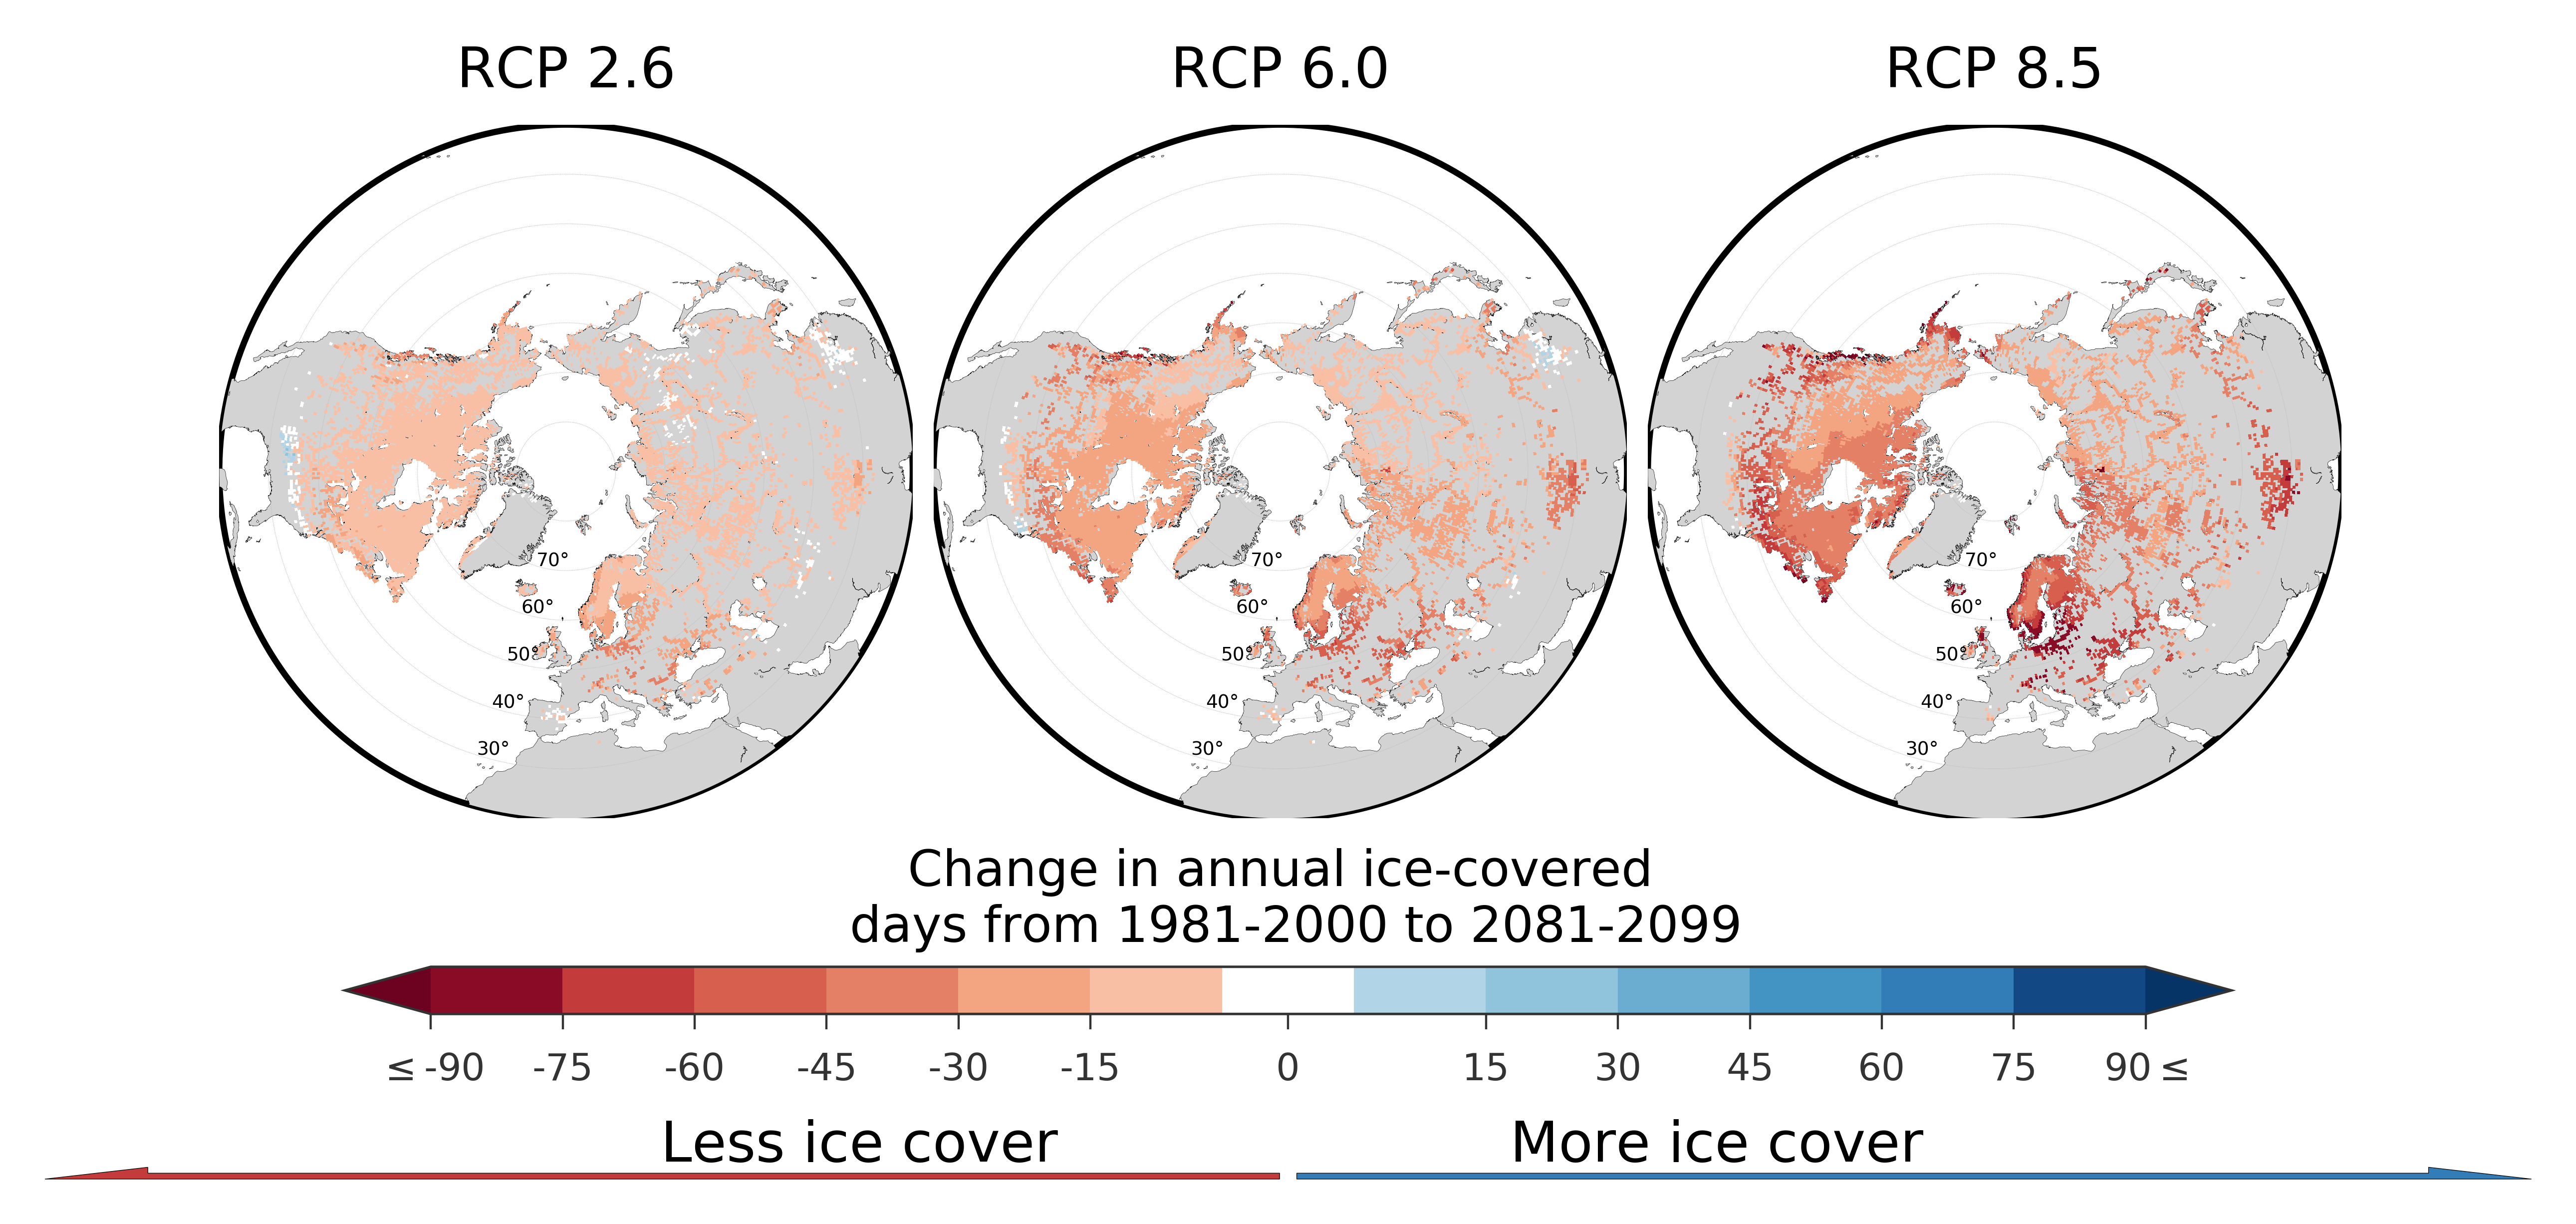 RCP 2.6
RCP 6.0
RCP 8.5
70°
60°
50°
40°
30°
70°
60°
50°
40°
30°
70°
60°
50°
40°
30°
Change in annual ice-covered
days from 1981-2000 to 2081-2099
≤ -90 -75 -60 -45 -30 -15 0 15 30 45 60 75 90 ≤
Less ice cover
More ice cover